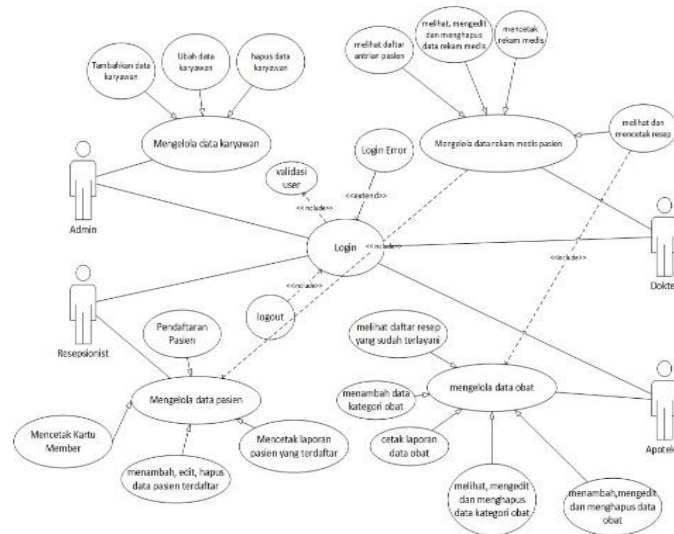 Tambahkan data
karyawan
Ubah data
karyawan
hapus data
karyawan
Mengelola data karyawan
Admin
melihat daftar
antrian pasien
melihat, mengedit
dan menghapus
data rekam medis
mencetak
rekam medis
Mengelola data rekam medis pasien
melihat dan
mencetak resep
validasi
user
Login Error
<<include>>
<<extend>>
Login
<<include>>
<<include>>
<<include>>
logout
Resepsionist
Dokte
Pendaftaran
Pasien
Mengelola data pasien
Mencetak Kartu
Member
menambah, edit, hapus
data pasien terdaftar
Mencetak laporan
pasien yang terdaftar
melihat daftar resep
yang sudah terlayani
menambah data
kategori obat
mengelola data obat
cetak laporan
data obat
melihat, mengedit
dan menghapus
data kategori obat
menambah,mengedit
dan menghapus data
obat
Apotek